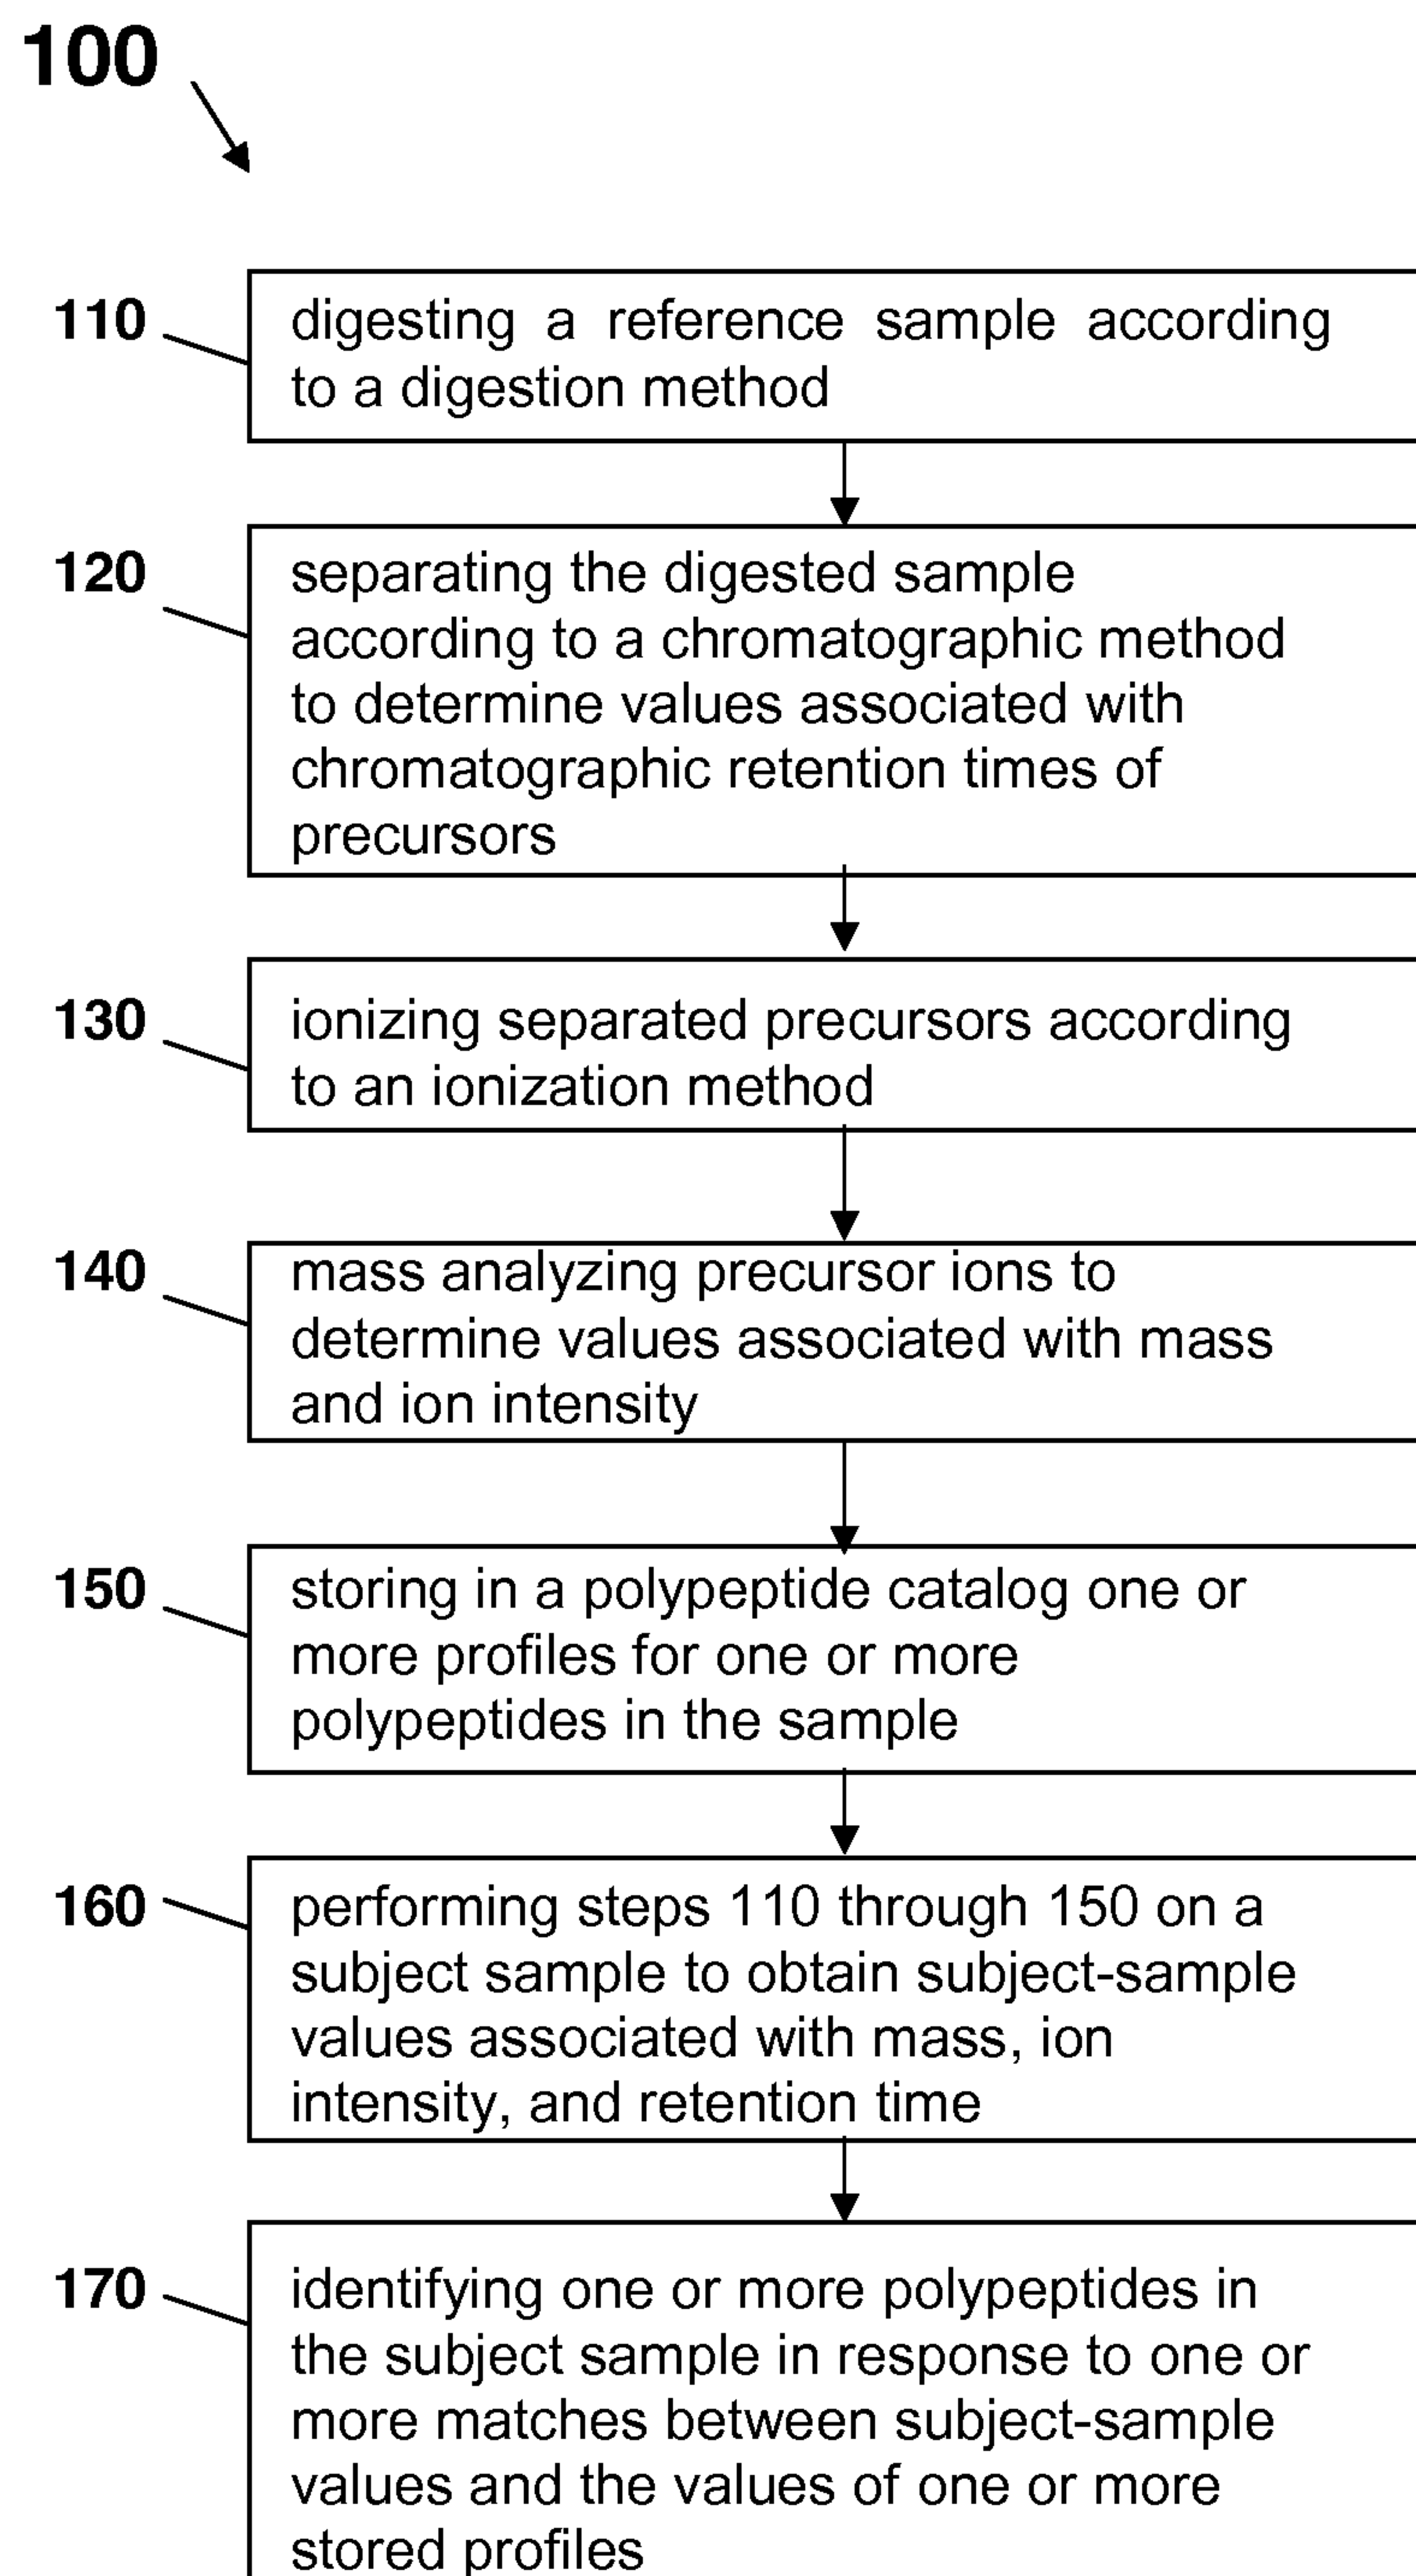 100
110
digesting a reference sample according
to a digestion method
120
separating the digested sample
according to a chromatographic method
to determine values associated with
chromatographic retention times of
precursors
130
ionizing separated precursors according
to an ionization method
140
mass analyzing precursor ions to
determine values associated with mass
and ion intensity
150
storing in a polypeptide catalog one or
more profiles for one or more
polypeptides in the sample
160
performing steps 110 through 150 on a
subject sample to obtain subject-sample
values associated with mass, ion
intensity, and retention time
170
identifying one or more polypeptides in
the subject sample in response to one or
more matches between subject-sample
values and the values of one or more
stored profiles